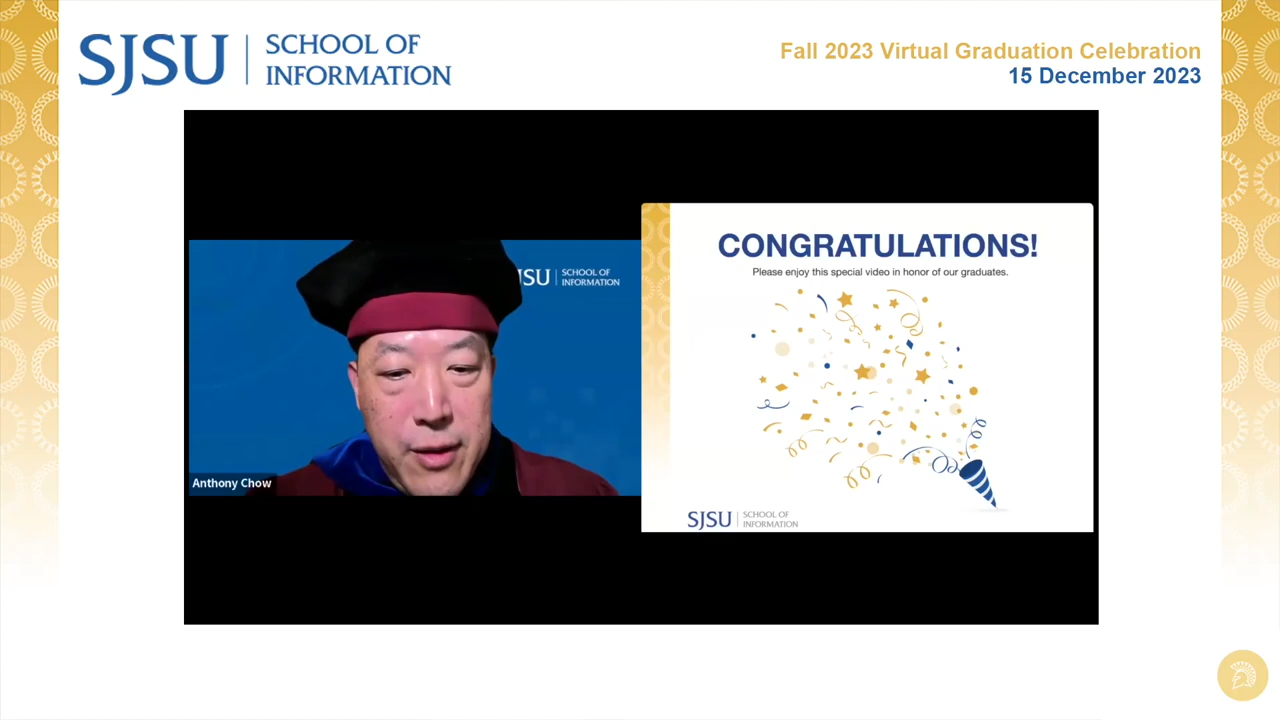 SJSU
SCHOOL OF
INFORMATION
Fall 2023 Virtual Graduation Celebration
15 December 2023
JSU
SCHOOL OF
INFORMATION
Anthony Chow
CONGRATULATIONS!
Please enjoy this special video in honor of our graduates.
SJSU
SCHOOL OF
INFORMATION